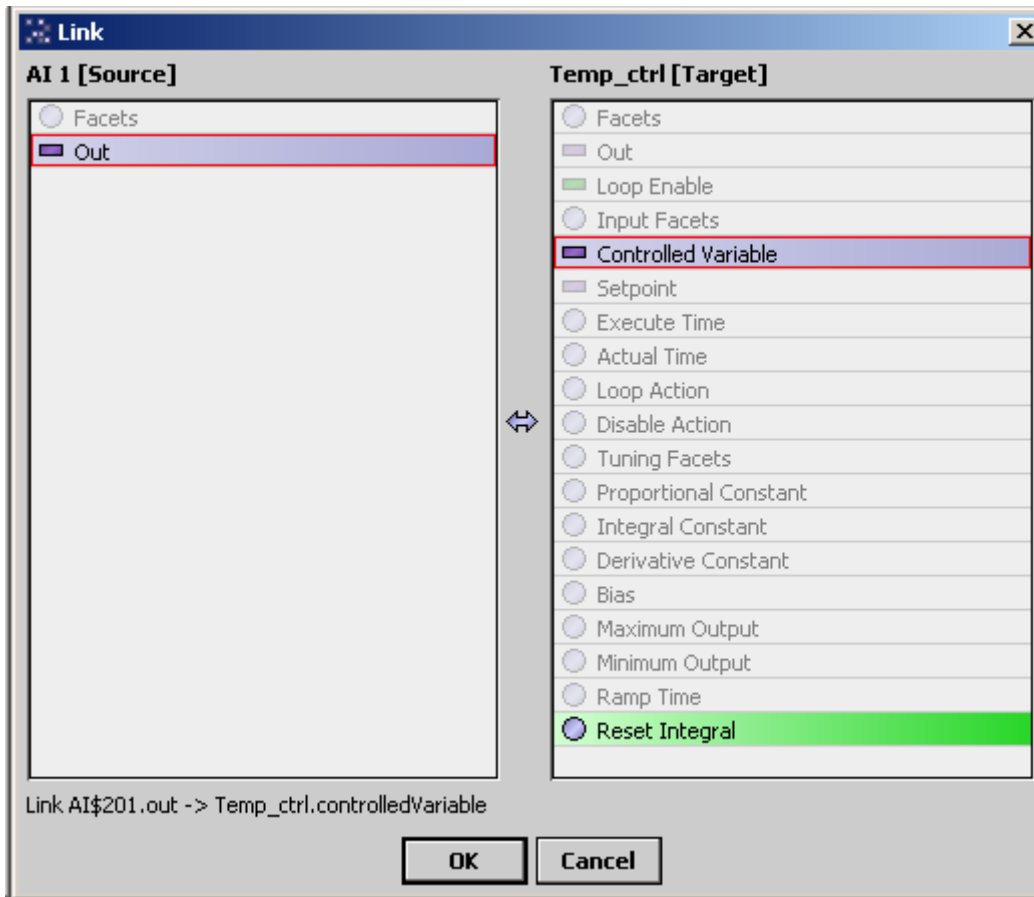 Link
AI 1 [Source]
Facets
Out
Temp_ctrl [Target]
Facets
Out
Loop Enable
Input Facets
Controlled Variable
Setpoint
Execute Time
Actual Time
Loop Action
Disable Action
Tuning Facets
Proportional Constant
Integral Constant
Derivative Constant
Bias
Maximum Output
Minimum Output
Ramp Time
Reset Integral
Link AI$201.out -> Temp_ctrl.controlledVariable
OK
Cancel